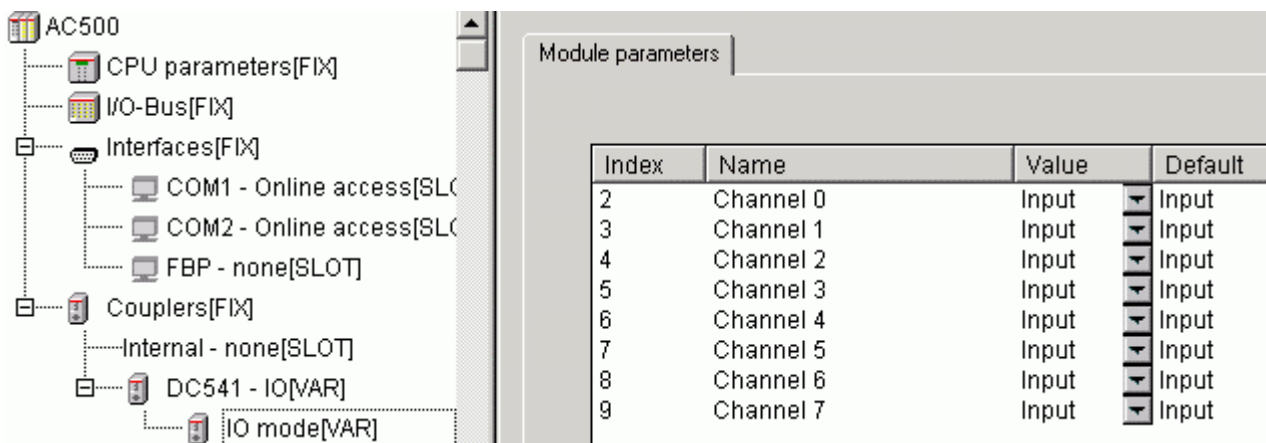 AC500
CPU parameters[FIX]
I/O-Bus[FIX]
Interfaces[FIX]
COM1 - Online access[SLO
COM2 - Online access[SLO
FBP - none[SLOT]
Couplers[FIX]
Internal - none[SLOT]
DC541 - IO[VAR]
IO mode[VAR]
Module parameters
Index Name Value Default
2 Channel 0 Input Input
3 Channel 1 Input Input
4 Channel 2 Input Input
5 Channel 3 Input Input
6 Channel 4 Input Input
7 Channel 5 Input Input
8 Channel 6 Input Input
9 Channel 7 Input Input